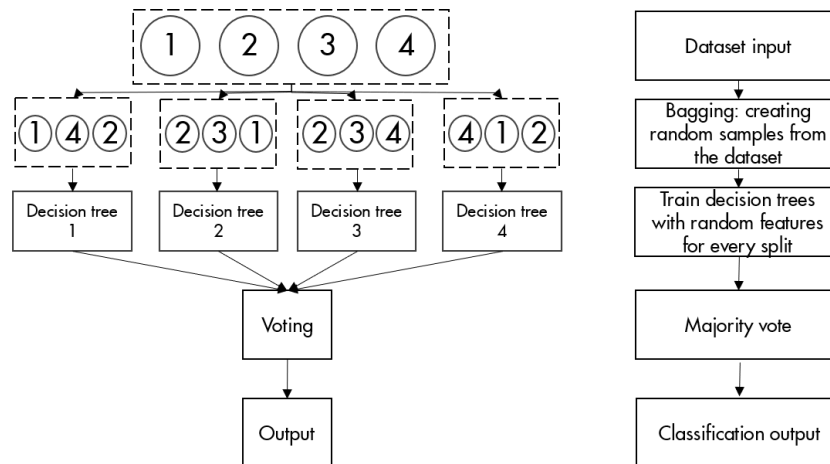 1 2 3 4
1 4 2
2 3 1
2 3 4
4 1 2
Decision tree
1
Decision tree
2
Decision tree
3
Decision tree
4
Voting
Output
Dataset input
Bagging: creating
random samples from
the dataset
Train decision trees
with random features
for every split
Majority vote
Classification output